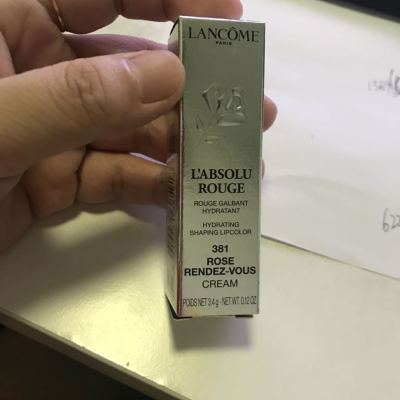 LANCÔME
PARIS
L'ABSOLU
ROUGE
ROUGE GALBANT
HYDRATANT
HYDRATING
SHAPING LIPCOLOR
381
ROSE
RENDEZ-VOUS
CREAM
POIDS NET 3,4 g - NET WT. 0.12 OZ